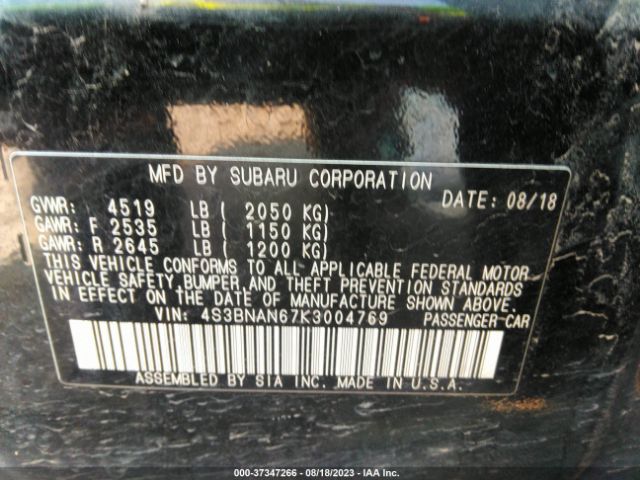 MFD BY SUBARU CORPORATION
GVWR: 4519 LB ( 2050 KG) DATE: 08/18
GAWR: F 2535 LB ( 1150 KG)
GAWR: R 2645 LB ( 1200 KG)
THIS VEHICLE CONFORMS TO ALL APPLICABLE FEDERAL MOTOR
VEHICLE SAFETY, BUMPER, AND THEFT PREVENTION STANDARDS
IN EFFECT ON THE DATE OF MANUFACTURE SHOWN ABOVE.
VIN: 4S3BNAN67K3004769 PASSENGER CAR
ASSEMBLED BY SIA INC. MADE IN U.S.A.
000-37347266 - 08/18/2023 - IAA Inc.